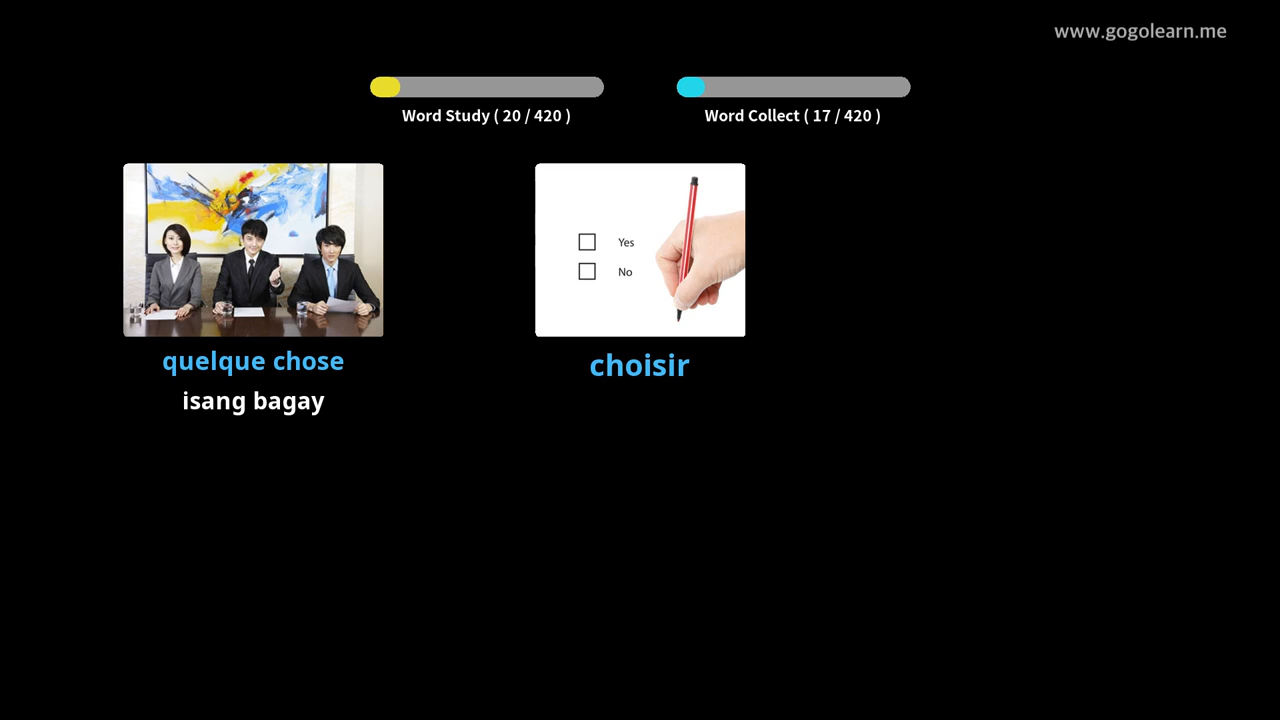 www.gogolearn.me
Word Study ( 20 / 420 )
Word Collect ( 17 / 420 )
Yes
No
quelque chose
isang bagay
choisir